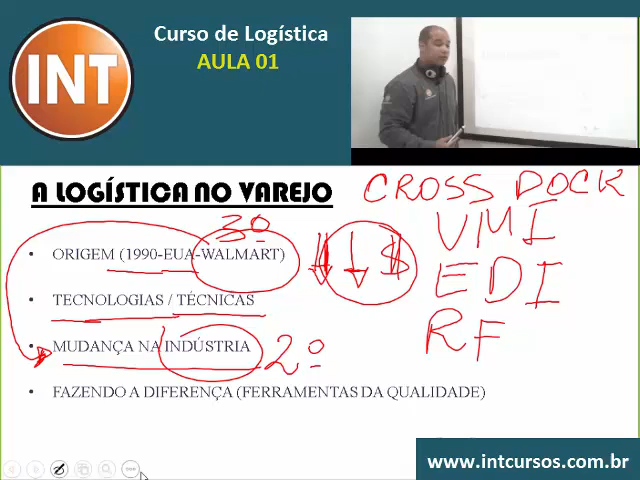 INT
Curso de Logística
AULA 01
A LOGÍSTICA NO VAREJO
CROSS DOCK
VMI
3º
• ORIGEM (1990-EUA-WALMART)
$
EDI
• TECNOLOGIAS / TÉCNICAS
RF
• MUDANÇA NA INDÚSTRIA
2º
• FAZENDO A DIFERENÇA (FERRAMENTAS DA QUALIDADE)
www.intcursos.com.br